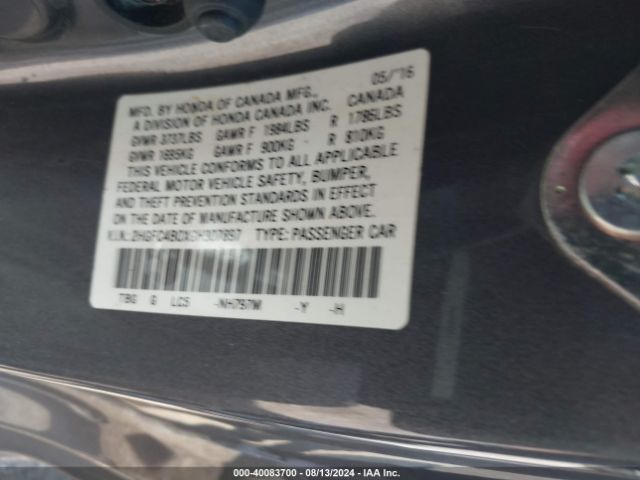 05/'16
MFD. BY HONDA OF CANADA MFG.,
A DIVISION OF HONDA CANADA INC. CANADA
GVWR 3737LBS GAWR F 1984LBS R 1786LBS
GVWR 1695KG GAWR F 900KG R 810KG
THIS VEHICLE CONFORMS TO ALL APPLICABLE
FEDERAL MOTOR VEHICLE SAFETY, BUMPER,
AND THEFT PREVENTION STANDARDS IN EFFECT
ON THE DATE OF MANUFACTURE SHOWN ABOVE.
V.I.N.: TYPE: PASSENGER CAR
TBG G LC5 -NH797M -Y -H
000-40083700 - 08/13/2024 - IAA Inc.